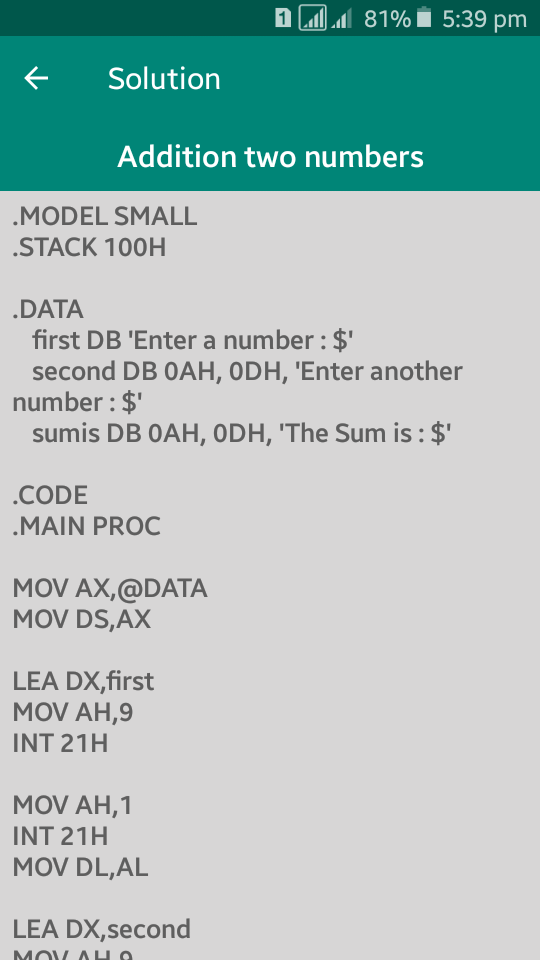 1 81% 5:39 pm
Solution
Addition two numbers
.MODEL SMALL
.STACK 100H
.DATA
first DB 'Enter a number : $'
second DB 0AH, 0DH, 'Enter another
number : $'
sumis DB 0AH, 0DH, 'The Sum is : $'
.CODE
.MAIN PROC
MOV AX,@DATA
MOV DS,AX
LEA DX,first
MOV AH,9
INT 21H
MOV AH,1
INT 21H
MOV DL,AL
LEA DX,second
MOV AH,9